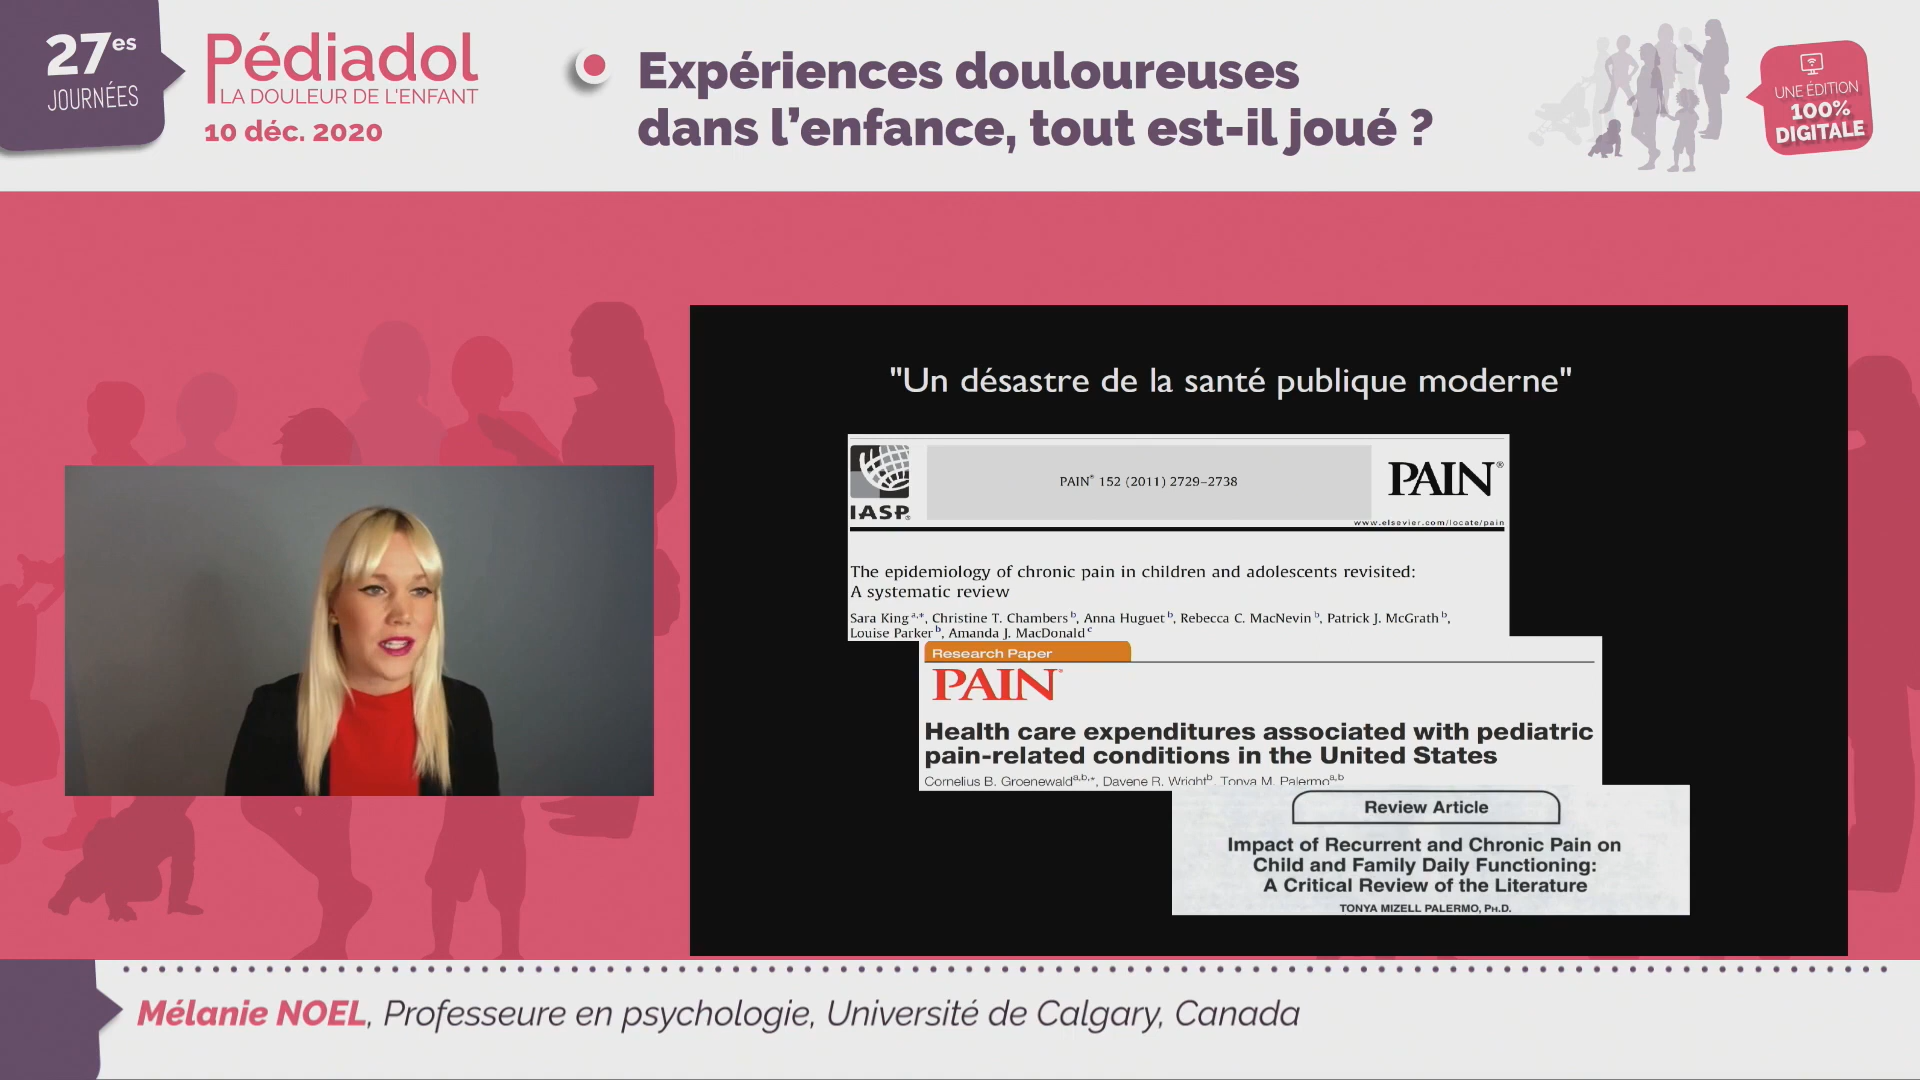 27es
JOURNÉES
Pédiadol
LA DOULEUR DE L'ENFANT
10 déc. 2020
Expériences douloureuses
dans l'enfance, tout est-il joué ?
UNE ÉDITION
100%
DIGITALE
"Un désastre de la santé publique moderne"
IASP®
PAIN® 152 (2011) 2729–2738
PAIN®
www.elsevier.com/locate/pain
The epidemiology of chronic pain in children and adolescents revisited:
A systematic review
Sara King a,*, Christine T. Chambers b, Anna Huguet b, Rebecca C. MacNevin b, Patrick J. McGrath b,
Louise Parker b, Amanda J. MacDonald c
Research Paper
PAIN®
Health care expenditures associated with pediatric
pain-related conditions in the United States
Cornelius B. Groenewald a,b,*, Davene R. Wright b, Tonya M. Palermo a,b
Review Article
Impact of Recurrent and Chronic Pain on
Child and Family Daily Functioning:
A Critical Review of the Literature
TONYA MIZELL PALERMO, PH.D.
Mélanie NOEL, Professeure en psychologie, Université de Calgary, Canada